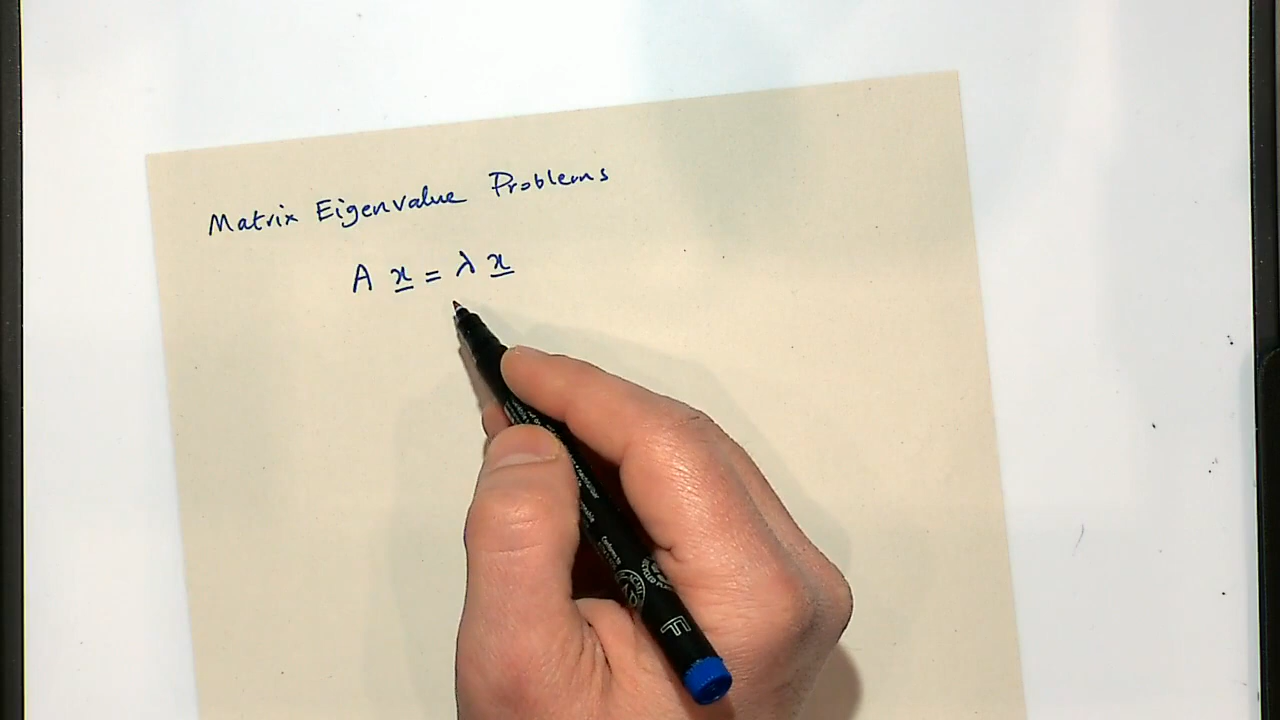 Matrix Eigenvalue Problems
A x = λ x
F